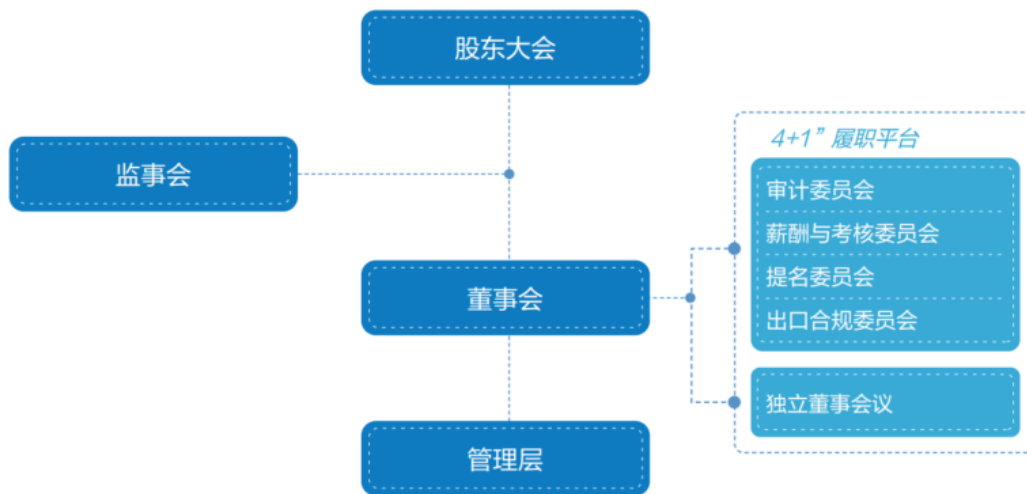 股东大会
监事会
4+1”履职平台
审计委员会
薪酬与考核委员会
提名委员会
出口合规委员会
董事会
独立董事会议
管理层